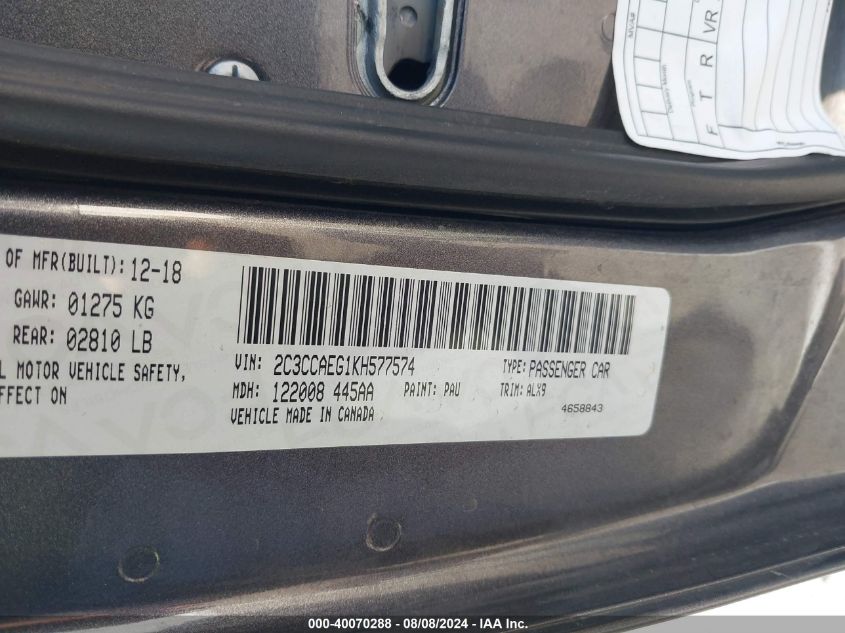 F T R VR
OF MFR(BUILT): 12-18
GAWR: 01275 KG
REAR: 02810 LB
L MOTOR VEHICLE SAFETY,
EFFECT ON
VIN: 2C3CCAEG1KH577574
TYPE: PASSENGER CAR
MDH: 122008 445AA PAINT: PAU TRIM: ALX9
VEHICLE MADE IN CANADA
4658843
000-40070288 - 08/08/2024 - IAA Inc.